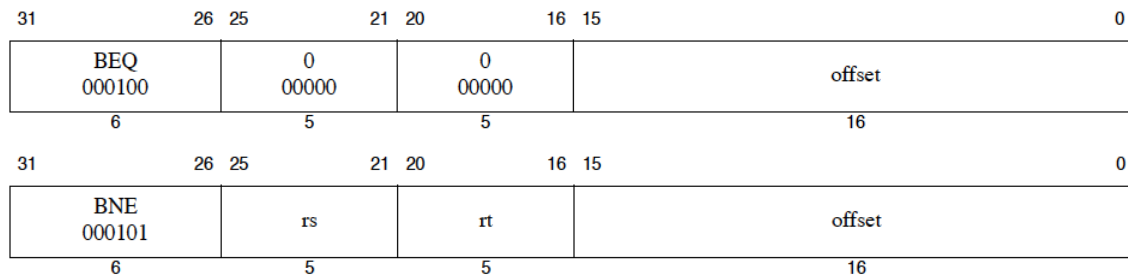 31 26 25 21 20 16 15 0
BEQ 0 0 offset
000100 00000 00000
6 5 5 16
31 26 25 21 20 16 15 0
BNE rs rt offset
000101
6 5 5 16